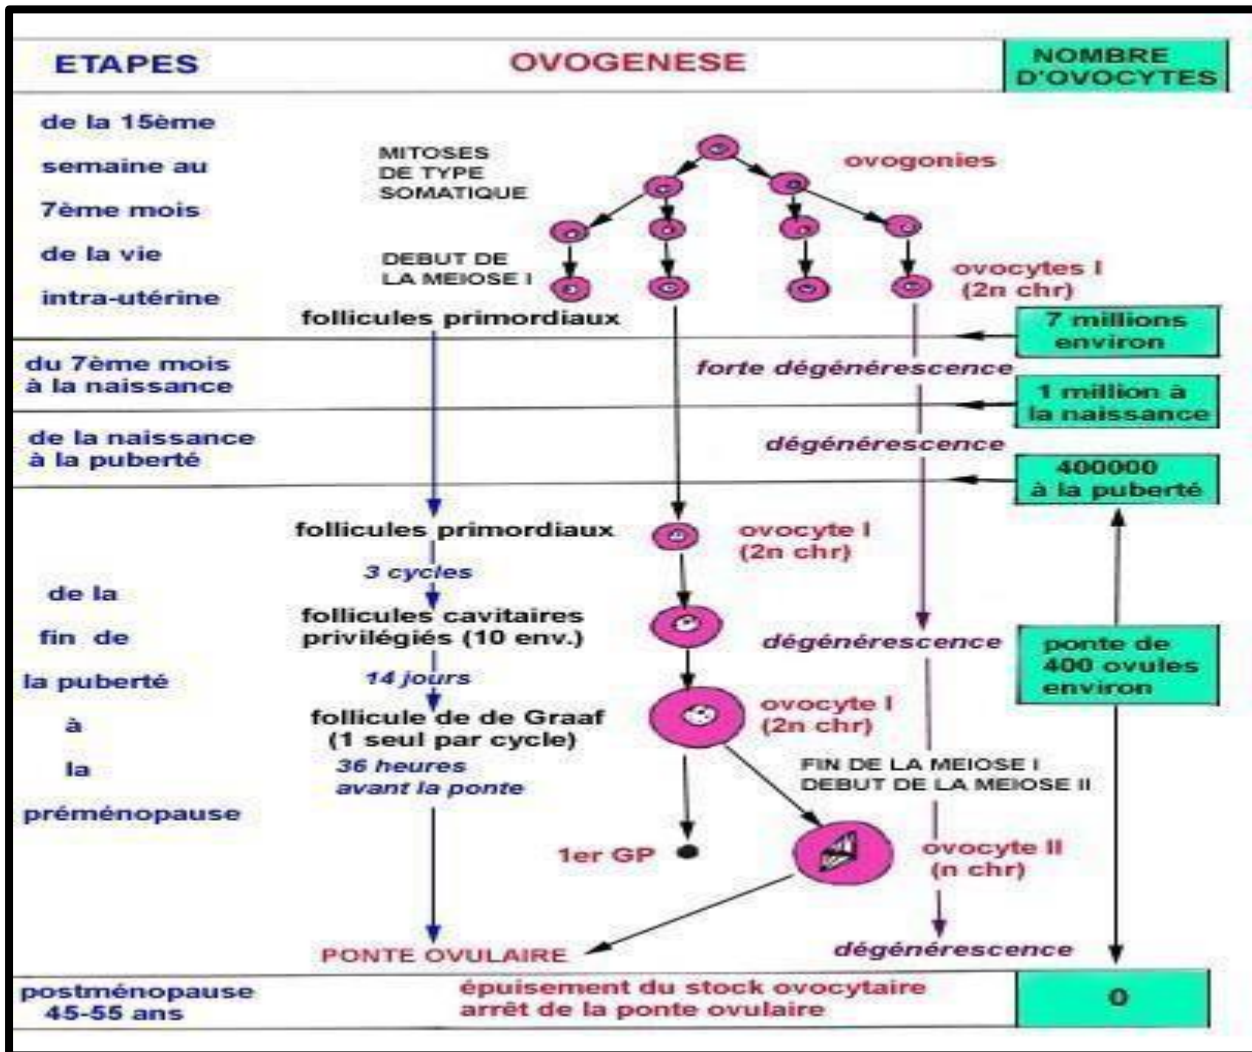 ETAPES
OVOGENESE
NOMBRE
D'OVOCYTES
de la 15ème
semaine au
7ème mois
de la vie
intra-utérine
MITOSES
DE TYPE
SOMATIQUE
ovogonies
DEBUT DE
LA MEIOSE I
ovocytes I
(2n chr)
follicules primordiaux
7 millions
environ
du 7ème mois
à la naissance
forte dégénérescence
1 million à
la naissance
de la naissance
à la puberté
dégénérescence
400000
à la puberté
follicules primordiaux
ovocyte I
(2n chr)
3 cycles
de la
fin de
la puberté
à
la
préménopause
follicules cavitaires
privilégiés (10 env.)
dégénérescence
ponte de
400 ovules
environ
14 jours
follicule de de Graaf
(1 seul par cycle)
ovocyte I
(2n chr)
36 heures
avant la ponte
FIN DE LA MEIOSE I
DEBUT DE LA MEIOSE II
1er GP
ovocyte II
(n chr)
PONTE OVULAIRE
dégénérescence
postménopause
45-55 ans
épuisement du stock ovocytaire
arrêt de la ponte ovulaire
0